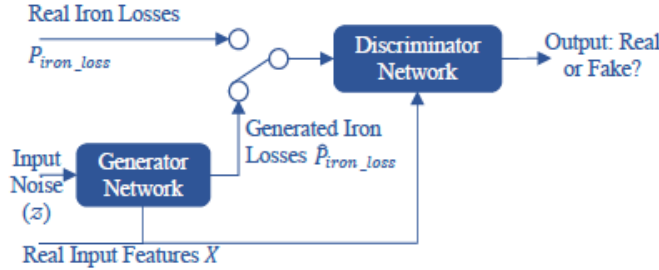 Real Iron Losses
P_iron_loss
Discriminator
Network
Output: Real
or Fake?
Generated Iron
Losses P̂_iron_loss
Input
Noise
(z)
Generator
Network
Real Input Features X